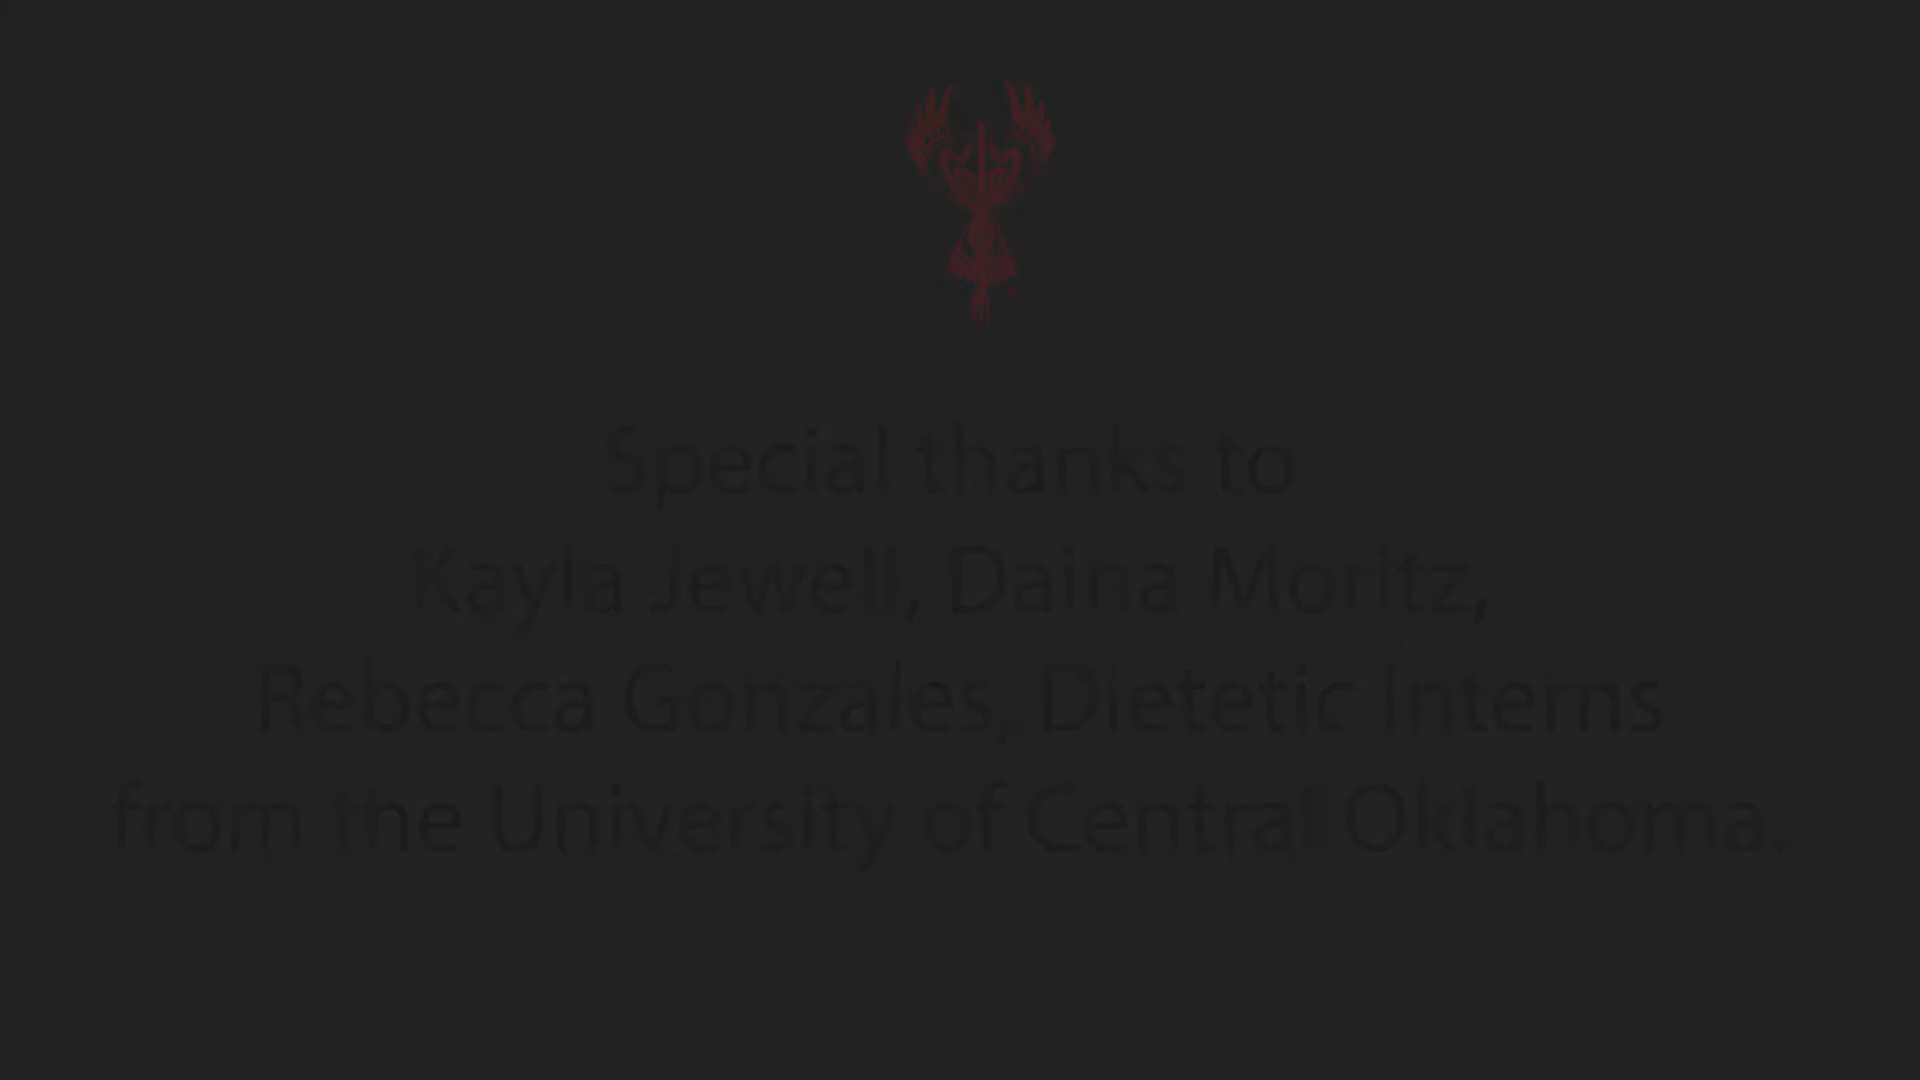 Special thanks to
Kayla Jewell, Daina Moritz,
Rebecca Gonzales, Dietetic Interns
from the University of Central Oklahoma.